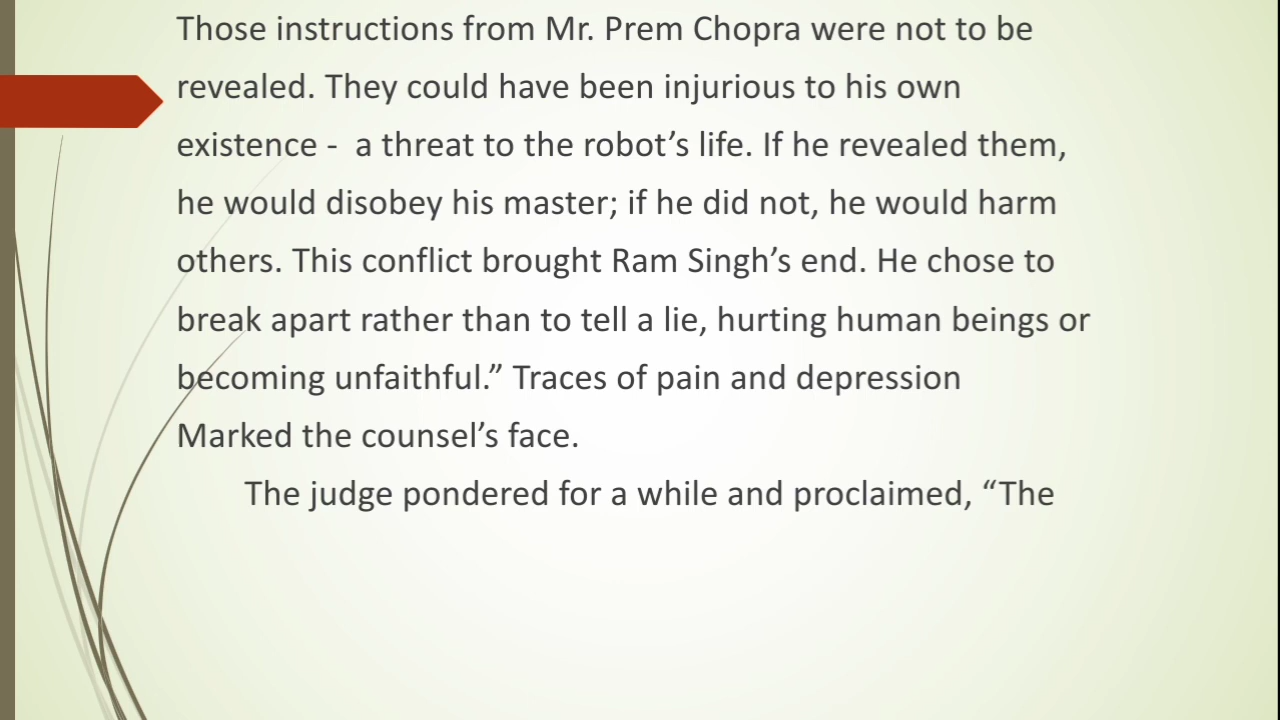 Those instructions from Mr. Prem Chopra were not to be
revealed. They could have been injurious to his own
existence -  a threat to the robot’s life. If he revealed them,
he would disobey his master; if he did not, he would harm
others. This conflict brought Ram Singh’s end. He chose to
break apart rather than to tell a lie, hurting human beings or
becoming unfaithful.” Traces of pain and depression
Marked the counsel’s face.
The judge pondered for a while and proclaimed, “The